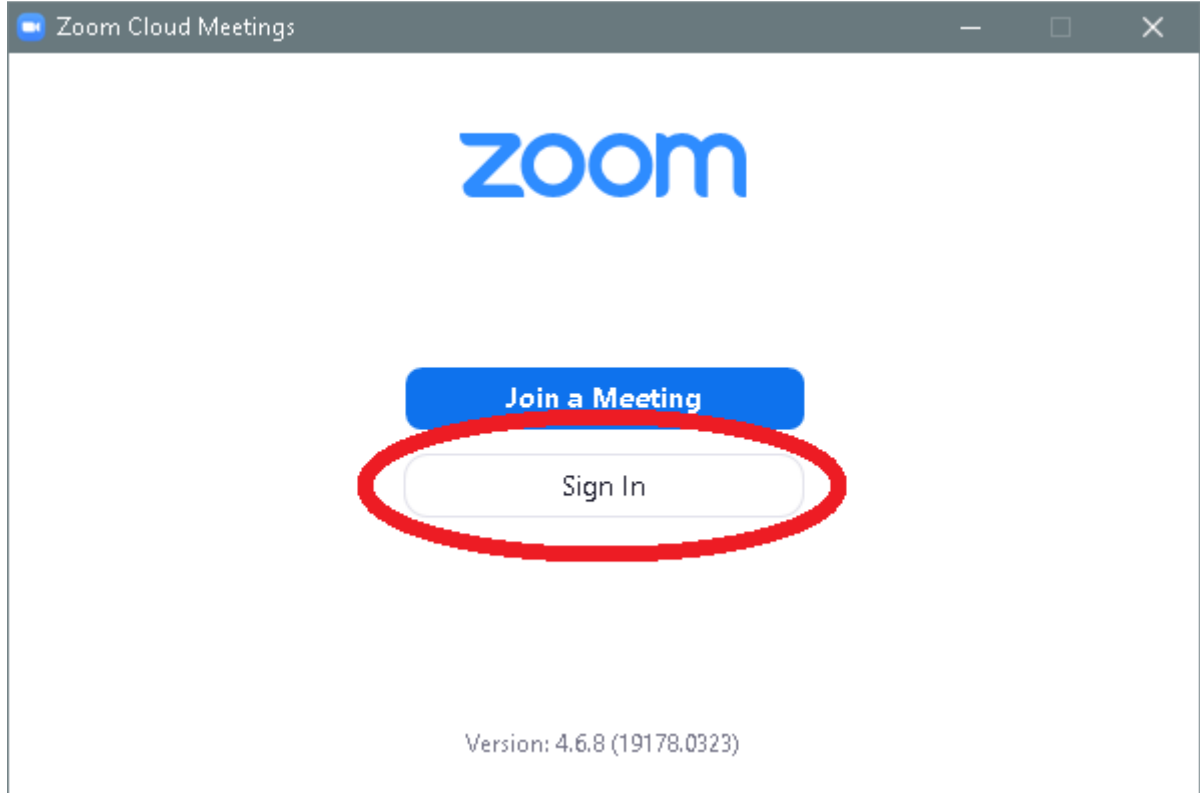 Zoom Cloud Meetings
zoom
Join a Meeting
Sign In
Version: 4.6.8 (19178.0323)